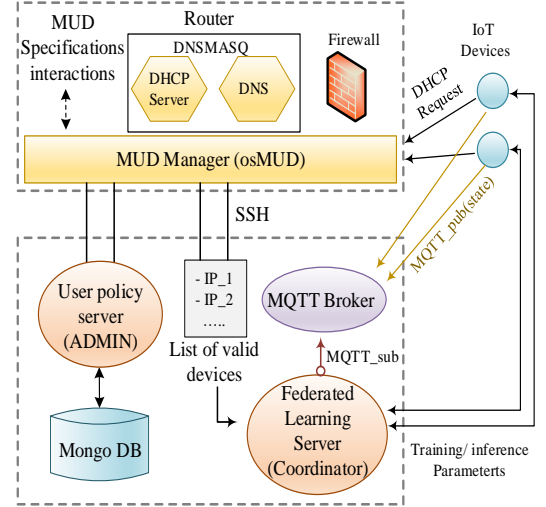 MUD
Specifications
interactions
Router
DNSMASQ
DHCP
Server
DNS
Firewall
IoT
Devices
DHCP
Request
MUD Manager (osMUD)
SSH
MQTT_pub(state)
User policy
server
(ADMIN)
- IP_1
- IP_2
.....
List of valid
devices
MQTT Broker
MQTT_sub
Federated
Learning
Server
(Coordinator)
Mongo DB
Training/ inference
Parameterts